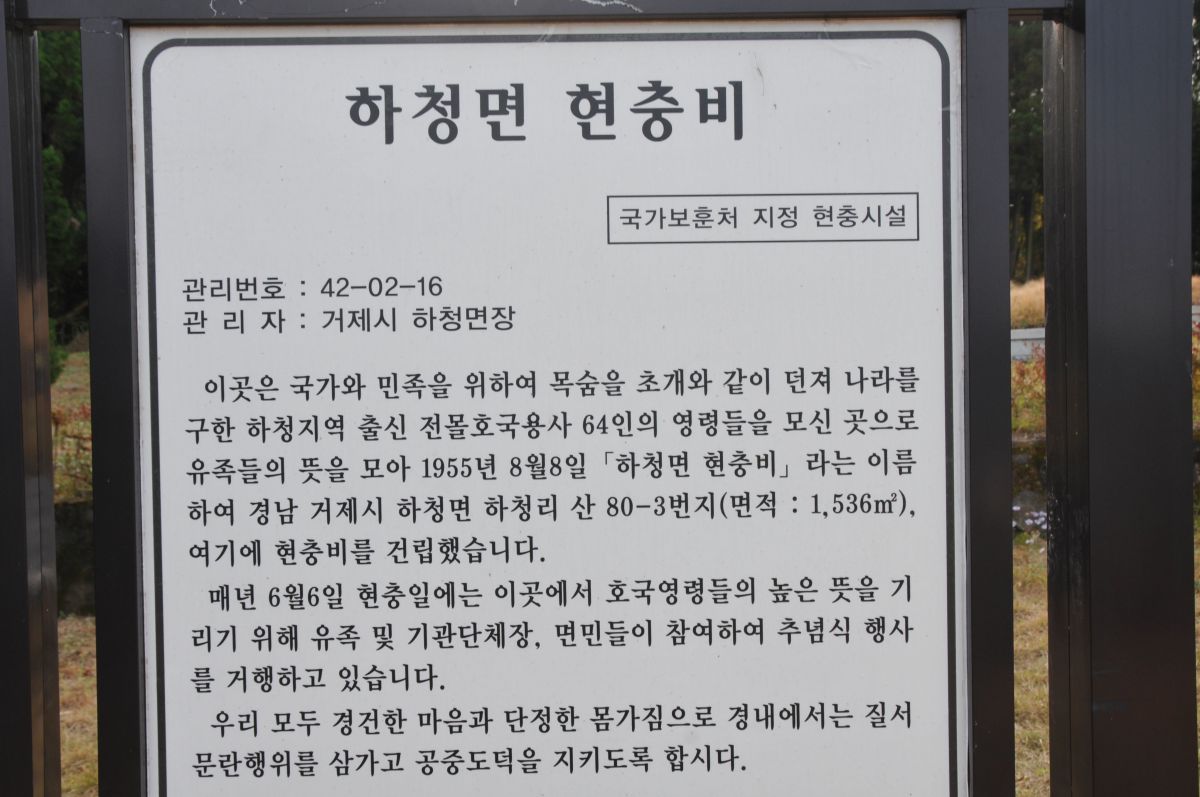 하청면 현충비
국가보훈처 지정 현충시설
관리번호 : 42-02-16
관 리 자 : 거제시 하청면장
이곳은 국가와 민족을 위하여 목숨을 초개와 같이 던져 나라를
구한 하청지역 출신 전몰호국용사 64인의 영령들을 모신 곳으로
유족들의 뜻을 모아 1955년 8월8일 「하청면 현충비」라는 이름
하여 경남 거제시 하청면 하청리 산 80-3번지(면적 : 1,536㎡),
여기에 현충비를 건립했습니다.
매년 6월6일 현충일에는 이곳에서 호국영령들의 높은 뜻을 기
리기 위해 유족 및 기관단체장, 면민들이 참여하여 추념식 행사
를 거행하고 있습니다.
우리 모두 경건한 마음과 단정한 몸가짐으로 경내에서는 질서
문란행위를 삼가고 공중도덕을 지키도록 합시다.